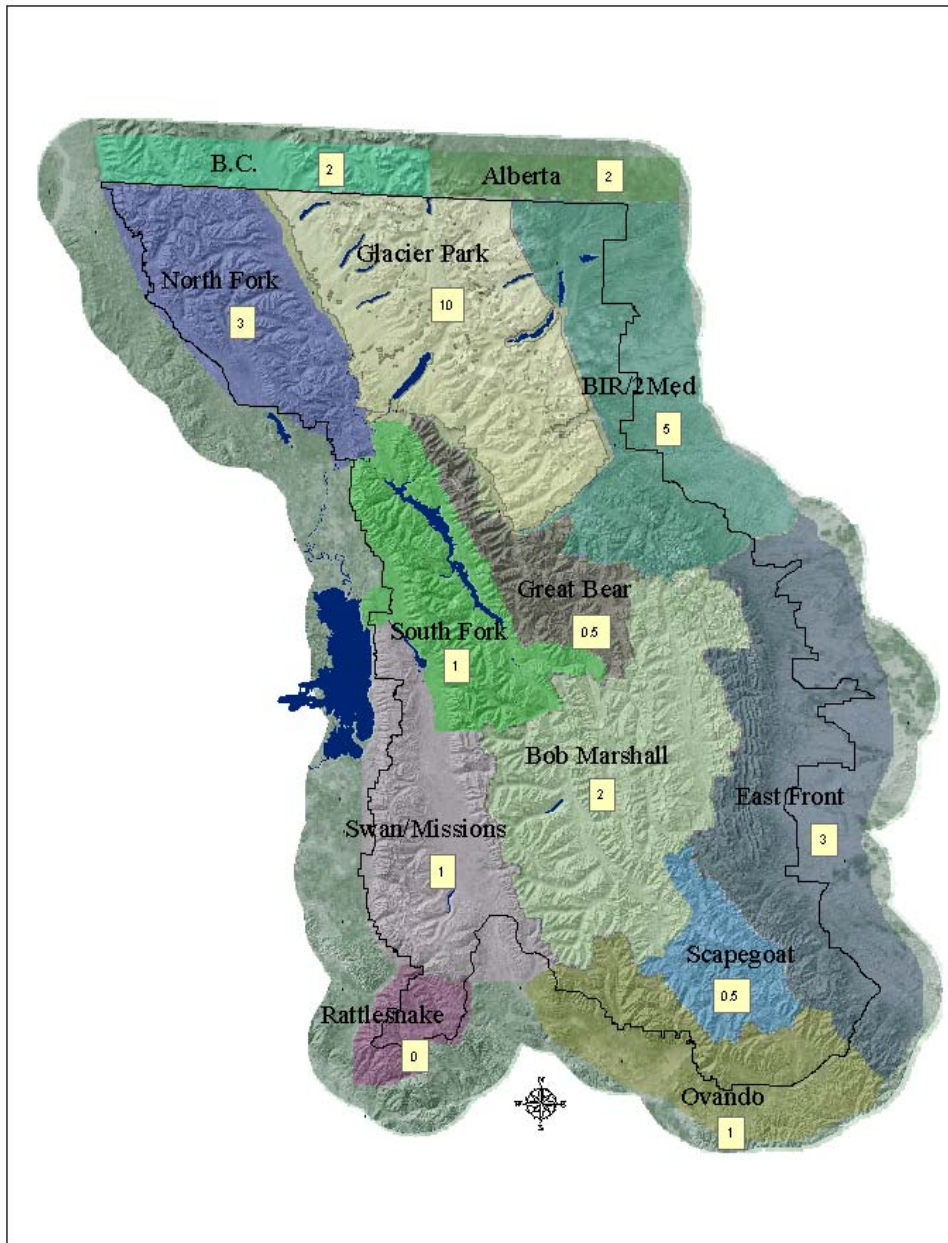 B.C.
2
Alberta
2
Glacier Park
10
North Fork
3
BIR/2Med
5
Great Bear
0.5
South Fork
1
Bob Marshall
2
East Front
3
Swan/Missions
1
Scapegoat
0.5
Rattlesnake
0
Ovando
1
N
W
E
S